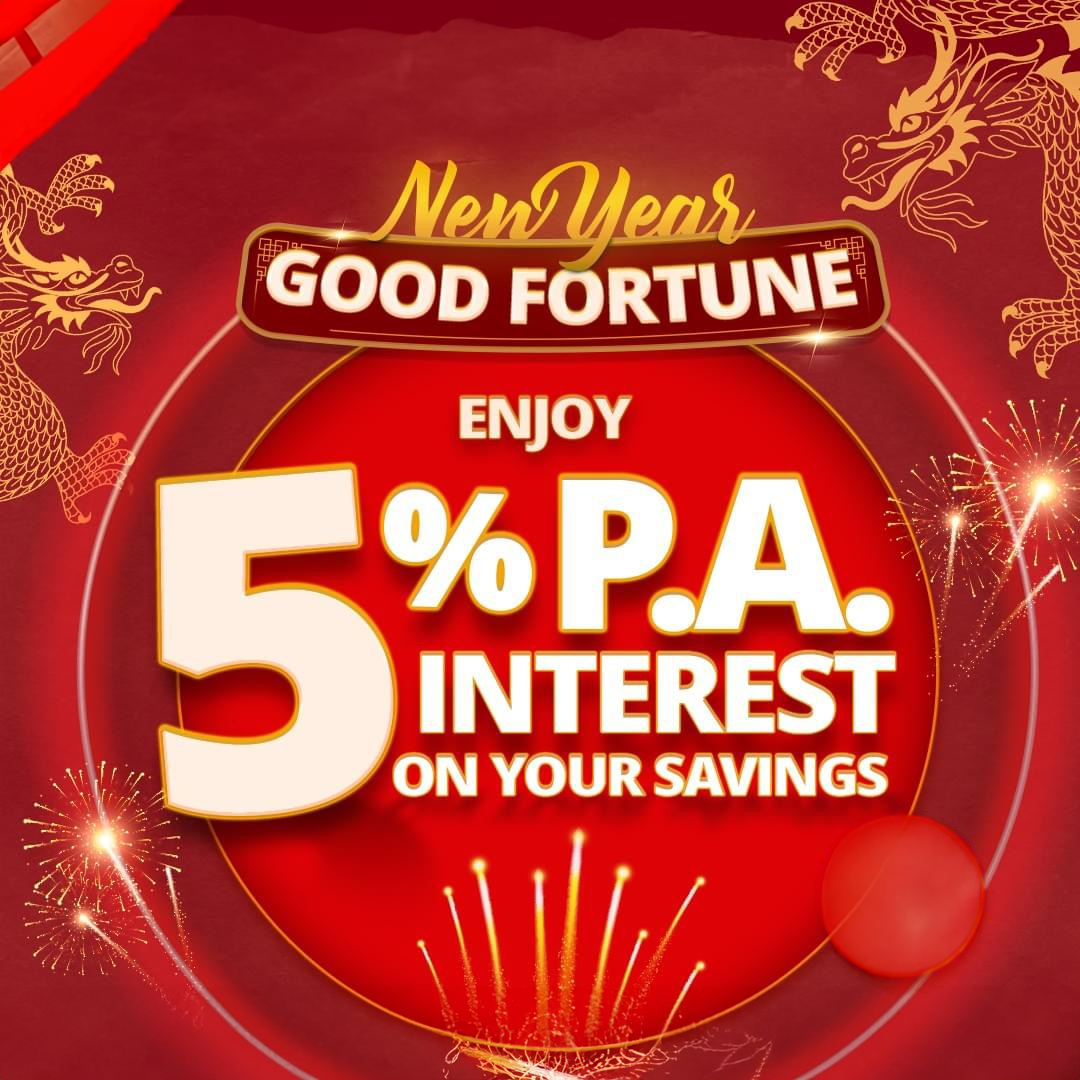 New Year
GOOD FORTUNE
ENJOY
5% P.A.
INTEREST
ON YOUR SAVINGS